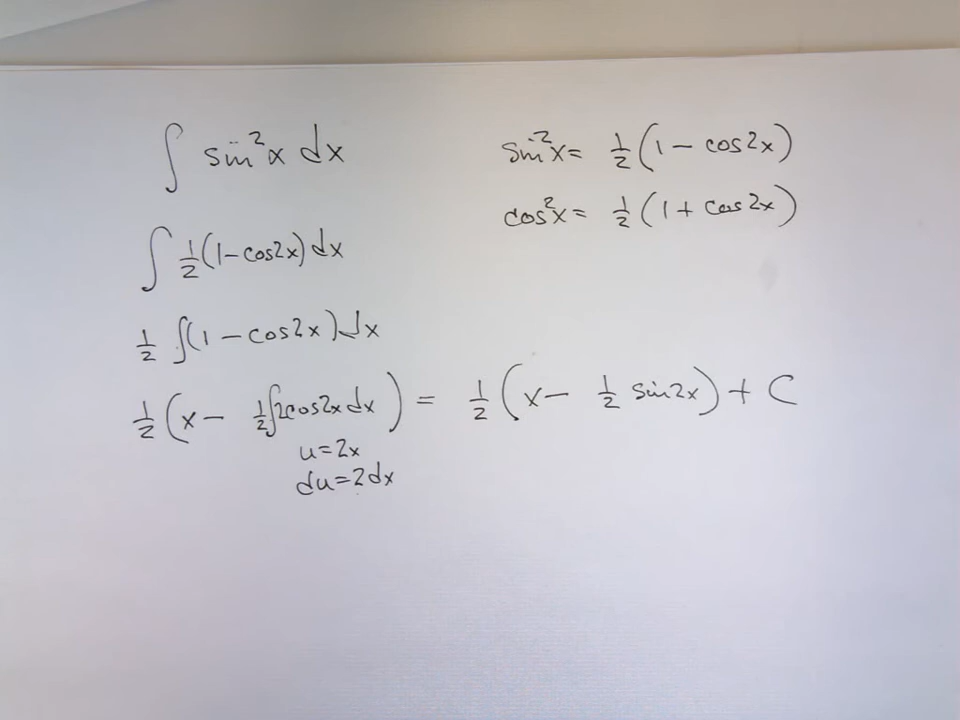 ∫ sin²x dx
sin²x = ½(1 − cos2x)
cos²x = ½(1 + cos2x)
∫ ½(1−cos2x) dx
½ ∫(1 − cos2x)dx
½(x − ½∫2cos2x dx) = ½(x − ½ sin2x) + C
u=2x
du=2dx